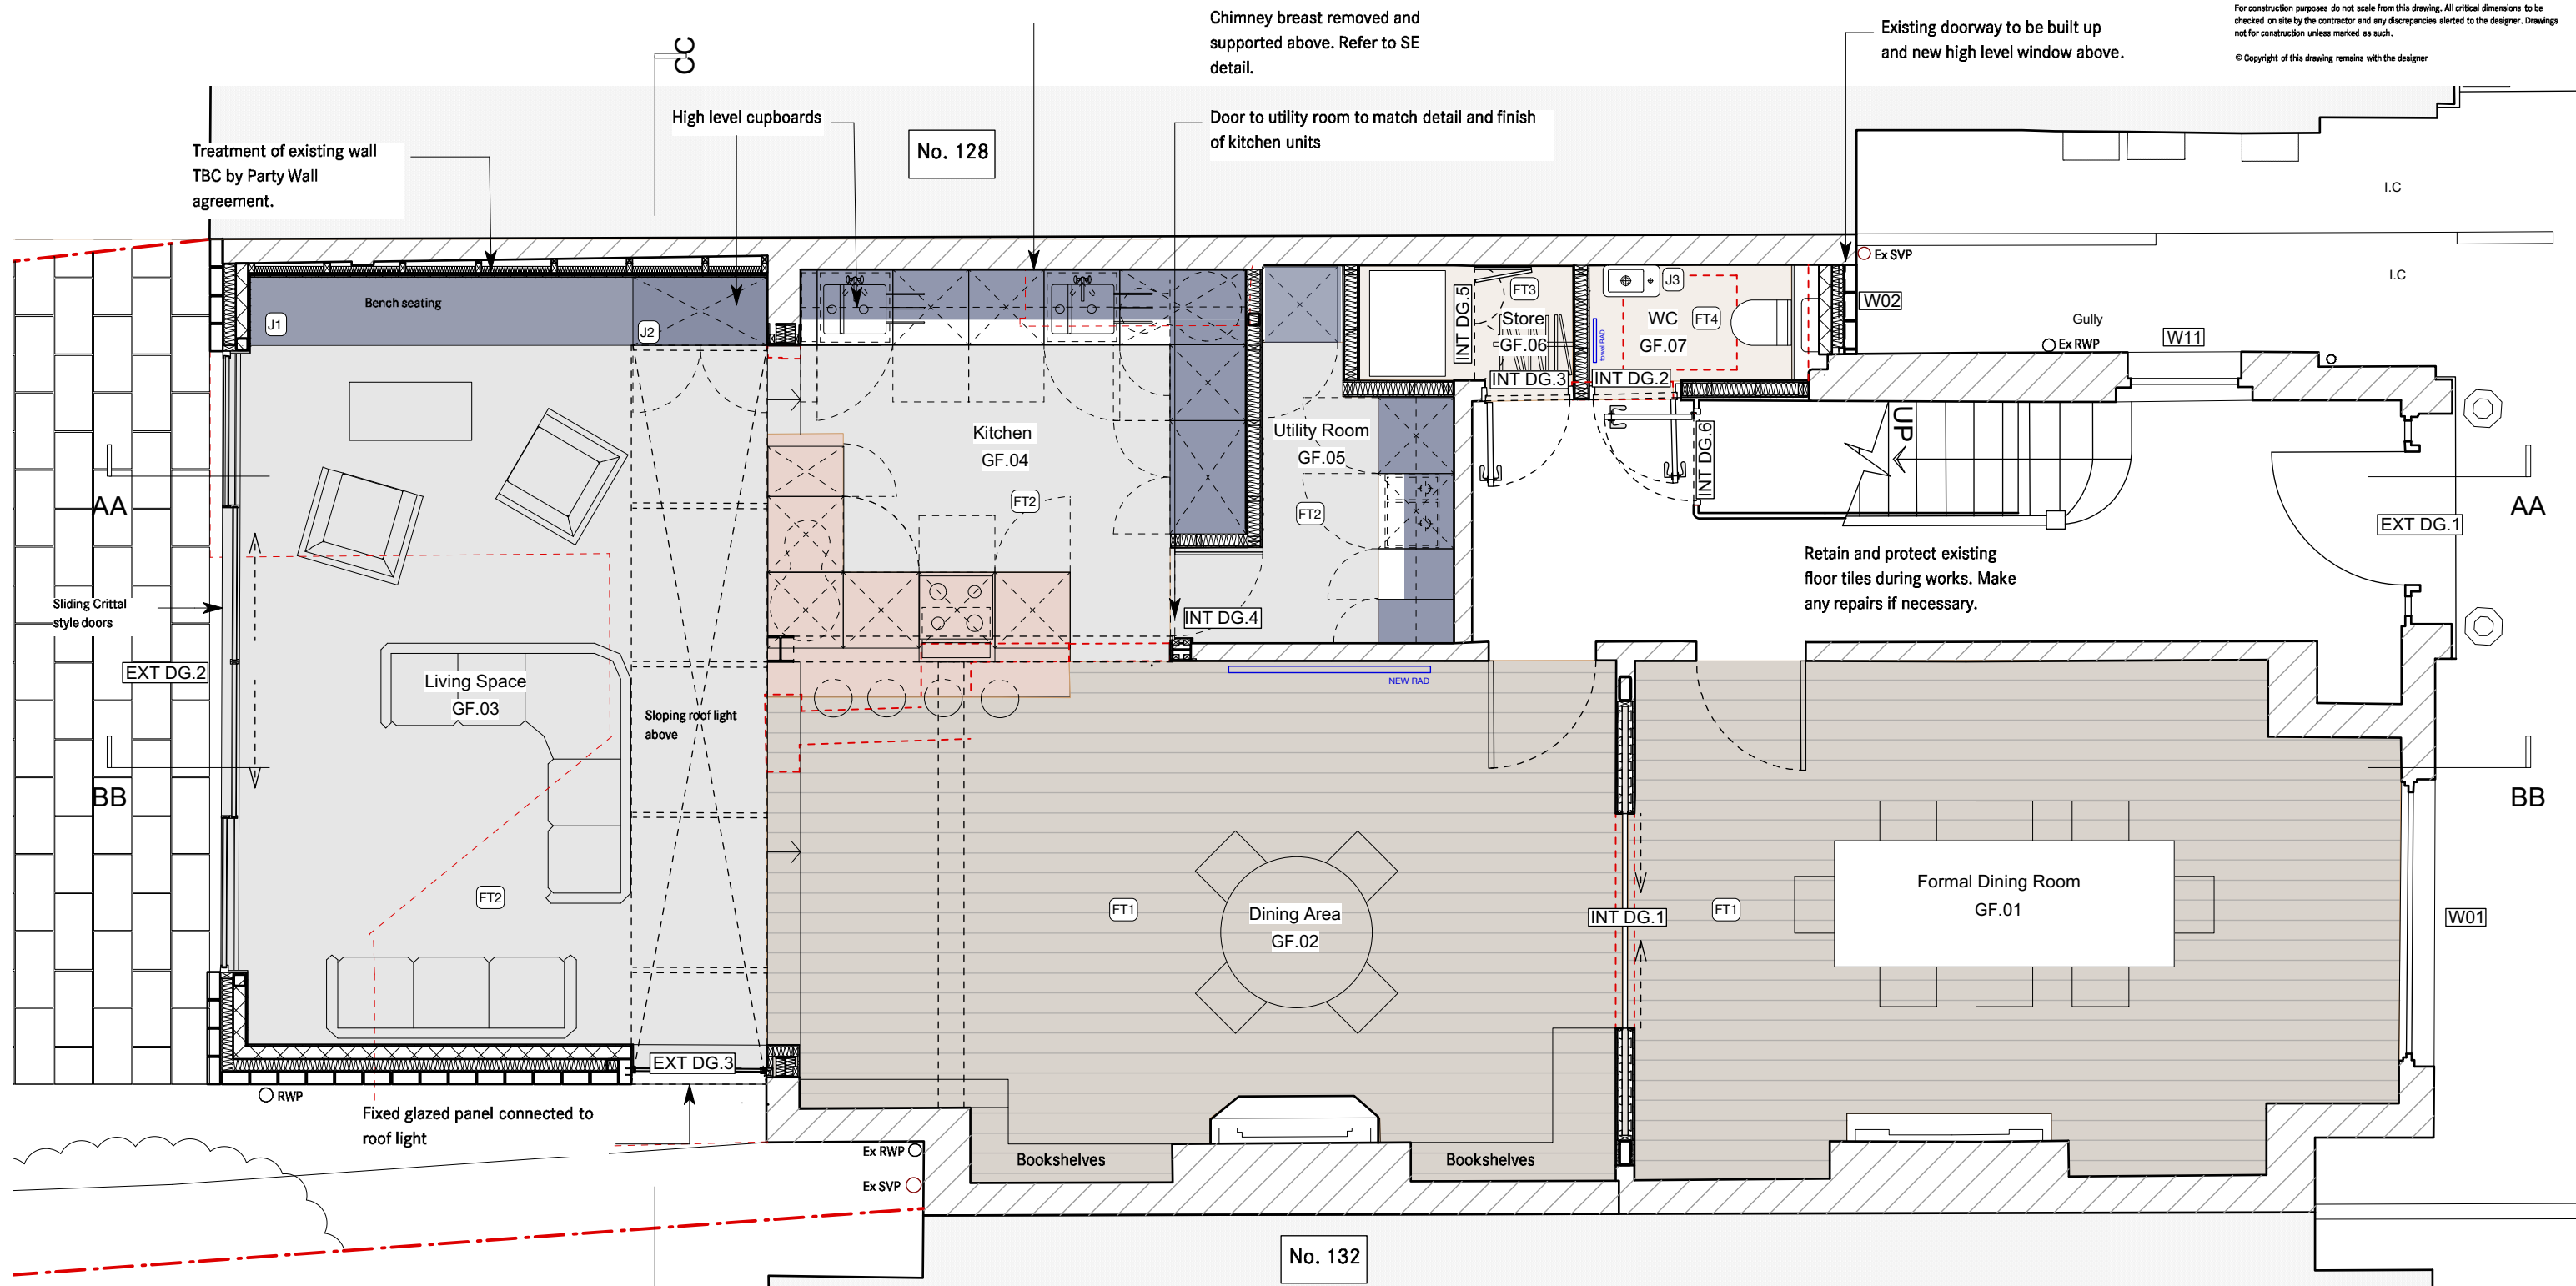 For construction purposes do not scale from this drawing. All critical dimensions to be
checked on site by the contractor and any discrepancies alerted to the designer. Drawings
not for construction unless marked as such.
© Copyright of this drawing remains with the designer
Chimney breast removed and
supported above. Refer to SE
detail.
Existing doorway to be built up
and new high level window above.
CC
High level cupboards
Door to utility room to match detail and finish
of kitchen units
No. 128
Treatment of existing wall
TBC by Party Wall
agreement.
I.C
I.C
Ex SVP
W02
Gully
Ex RWP
W11
Bench seating
J1
J2
INT DG.5
FT3
Store
GF.06
towel RAD
J3
WC
GF.07
FT4
INT DG.3
INT DG.2
INT DG.6
UP
Kitchen
GF.04
FT2
Utility Room
GF.05
FT2
AA
AA
EXT DG.1
Retain and protect existing
floor tiles during works. Make
any repairs if necessary.
Sliding Crittal
style doors
INT DG.4
EXT DG.2
Living Space
GF.03
NEW RAD
Sloping roof light
above
BB
BB
FT2
FT1
Dining Area
GF.02
INT DG.1
FT1
Formal Dining Room
GF.01
W01
EXT DG.3
RWP
Fixed glazed panel connected to
roof light
Ex RWP
Ex SVP
Bookshelves
Bookshelves
No. 132